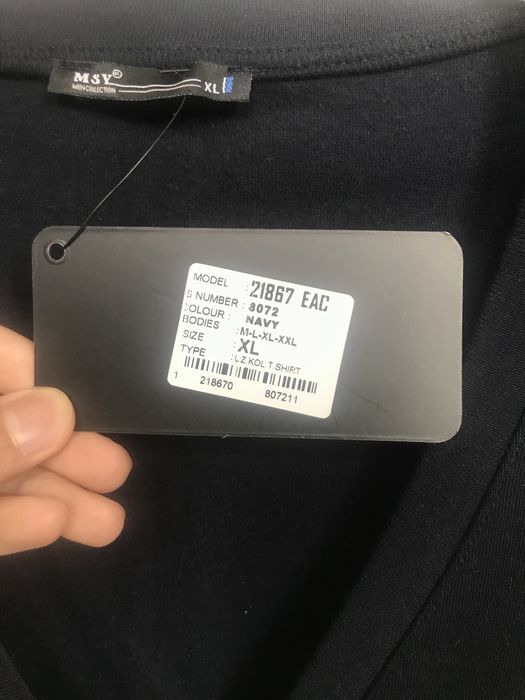 MSY®
MEN COLLECTION
XL
MODEL : 21867 EAC
S NUMBER : 8072
COLOUR : NAVY
BODIES : M-L-XL-XXL
SIZE : XL
TYPE : UZ.KOL.T SHIRT
1 218670 807211